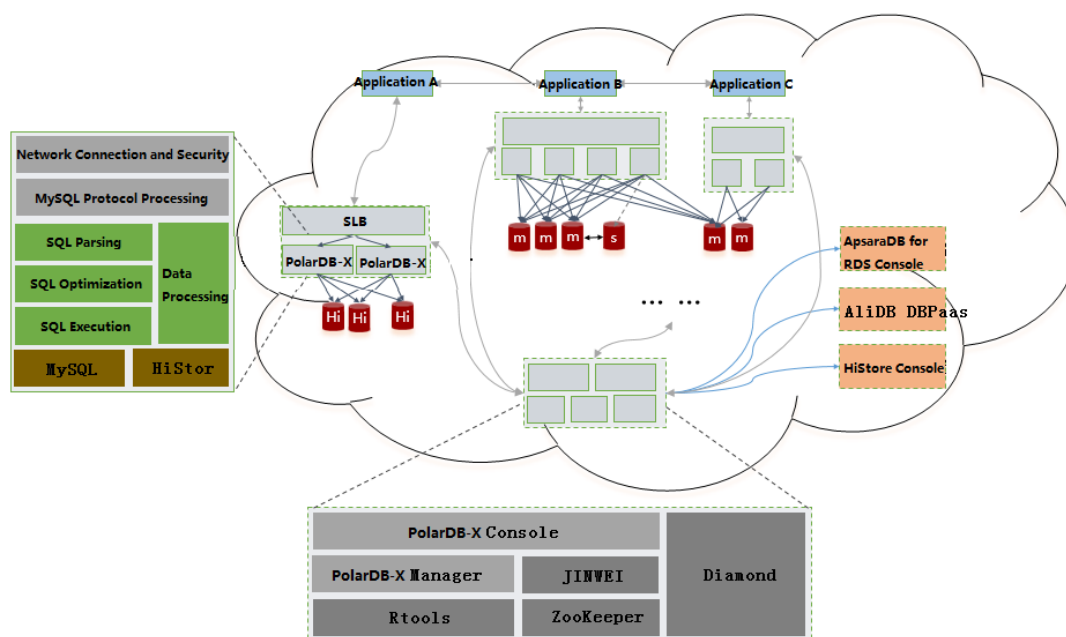 Application A
Application B
Application C
Network Connection and Security
MySQL Protocol Processing
SQL Parsing
SQL Optimization
SQL Execution
Data
Processing
MySQL
HiStor
SLB
PolarDB-X
PolarDB-X
Hi
Hi
Hi
m
m
m
s
m
m
... ...
ApsaraDB for
RDS Console
AliDB DBPaas
HiStore Console
PolarDB-X Console
PolarDB-X Manager
JINWEI
Diamond
Rtools
ZooKeeper